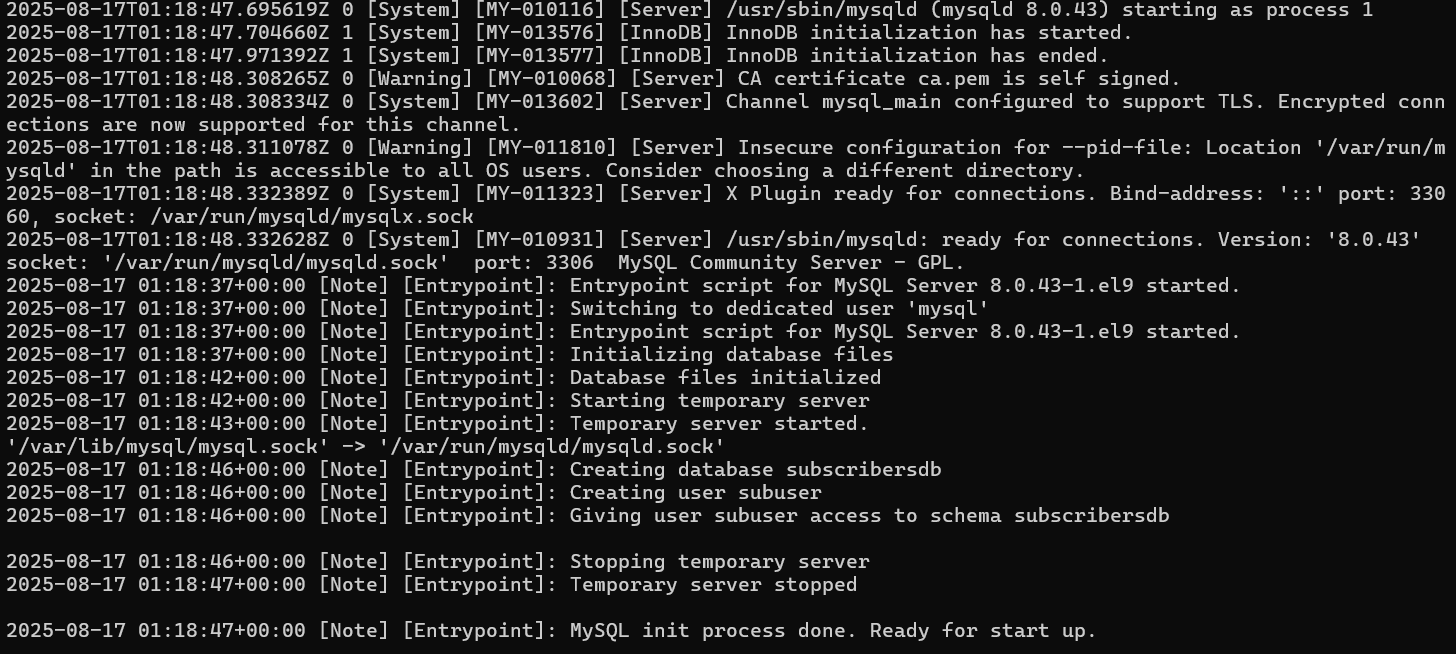 2025-08-17T01:18:47.695619Z 0 [System] [MY-010116] [Server] /usr/sbin/mysqld (mysqld 8.0.43) starting as process 1
2025-08-17T01:18:47.704660Z 1 [System] [MY-013576] [InnoDB] InnoDB initialization has started.
2025-08-17T01:18:47.971392Z 1 [System] [MY-013577] [InnoDB] InnoDB initialization has ended.
2025-08-17T01:18:48.308265Z 0 [Warning] [MY-010068] [Server] CA certificate ca.pem is self signed.
2025-08-17T01:18:48.308334Z 0 [System] [MY-013602] [Server] Channel mysql_main configured to support TLS. Encrypted conn
ections are now supported for this channel.
2025-08-17T01:18:48.311078Z 0 [Warning] [MY-011810] [Server] Insecure configuration for --pid-file: Location '/var/run/m
ysqld' in the path is accessible to all OS users. Consider choosing a different directory.
2025-08-17T01:18:48.332389Z 0 [System] [MY-011323] [Server] X Plugin ready for connections. Bind-address: '::' port: 330
60, socket: /var/run/mysqld/mysqlx.sock
2025-08-17T01:18:48.332628Z 0 [System] [MY-010931] [Server] /usr/sbin/mysqld: ready for connections. Version: '8.0.43'
socket: '/var/run/mysqld/mysqld.sock'  port: 3306  MySQL Community Server - GPL.
2025-08-17 01:18:37+00:00 [Note] [Entrypoint]: Entrypoint script for MySQL Server 8.0.43-1.el9 started.
2025-08-17 01:18:37+00:00 [Note] [Entrypoint]: Switching to dedicated user 'mysql'
2025-08-17 01:18:37+00:00 [Note] [Entrypoint]: Entrypoint script for MySQL Server 8.0.43-1.el9 started.
2025-08-17 01:18:37+00:00 [Note] [Entrypoint]: Initializing database files
2025-08-17 01:18:42+00:00 [Note] [Entrypoint]: Database files initialized
2025-08-17 01:18:42+00:00 [Note] [Entrypoint]: Starting temporary server
2025-08-17 01:18:43+00:00 [Note] [Entrypoint]: Temporary server started.
'/var/lib/mysql/mysql.sock' -> '/var/run/mysqld/mysqld.sock'
2025-08-17 01:18:46+00:00 [Note] [Entrypoint]: Creating database subscribersdb
2025-08-17 01:18:46+00:00 [Note] [Entrypoint]: Creating user subuser
2025-08-17 01:18:46+00:00 [Note] [Entrypoint]: Giving user subuser access to schema subscribersdb
2025-08-17 01:18:46+00:00 [Note] [Entrypoint]: Stopping temporary server
2025-08-17 01:18:47+00:00 [Note] [Entrypoint]: Temporary server stopped
2025-08-17 01:18:47+00:00 [Note] [Entrypoint]: MySQL init process done. Ready for start up.